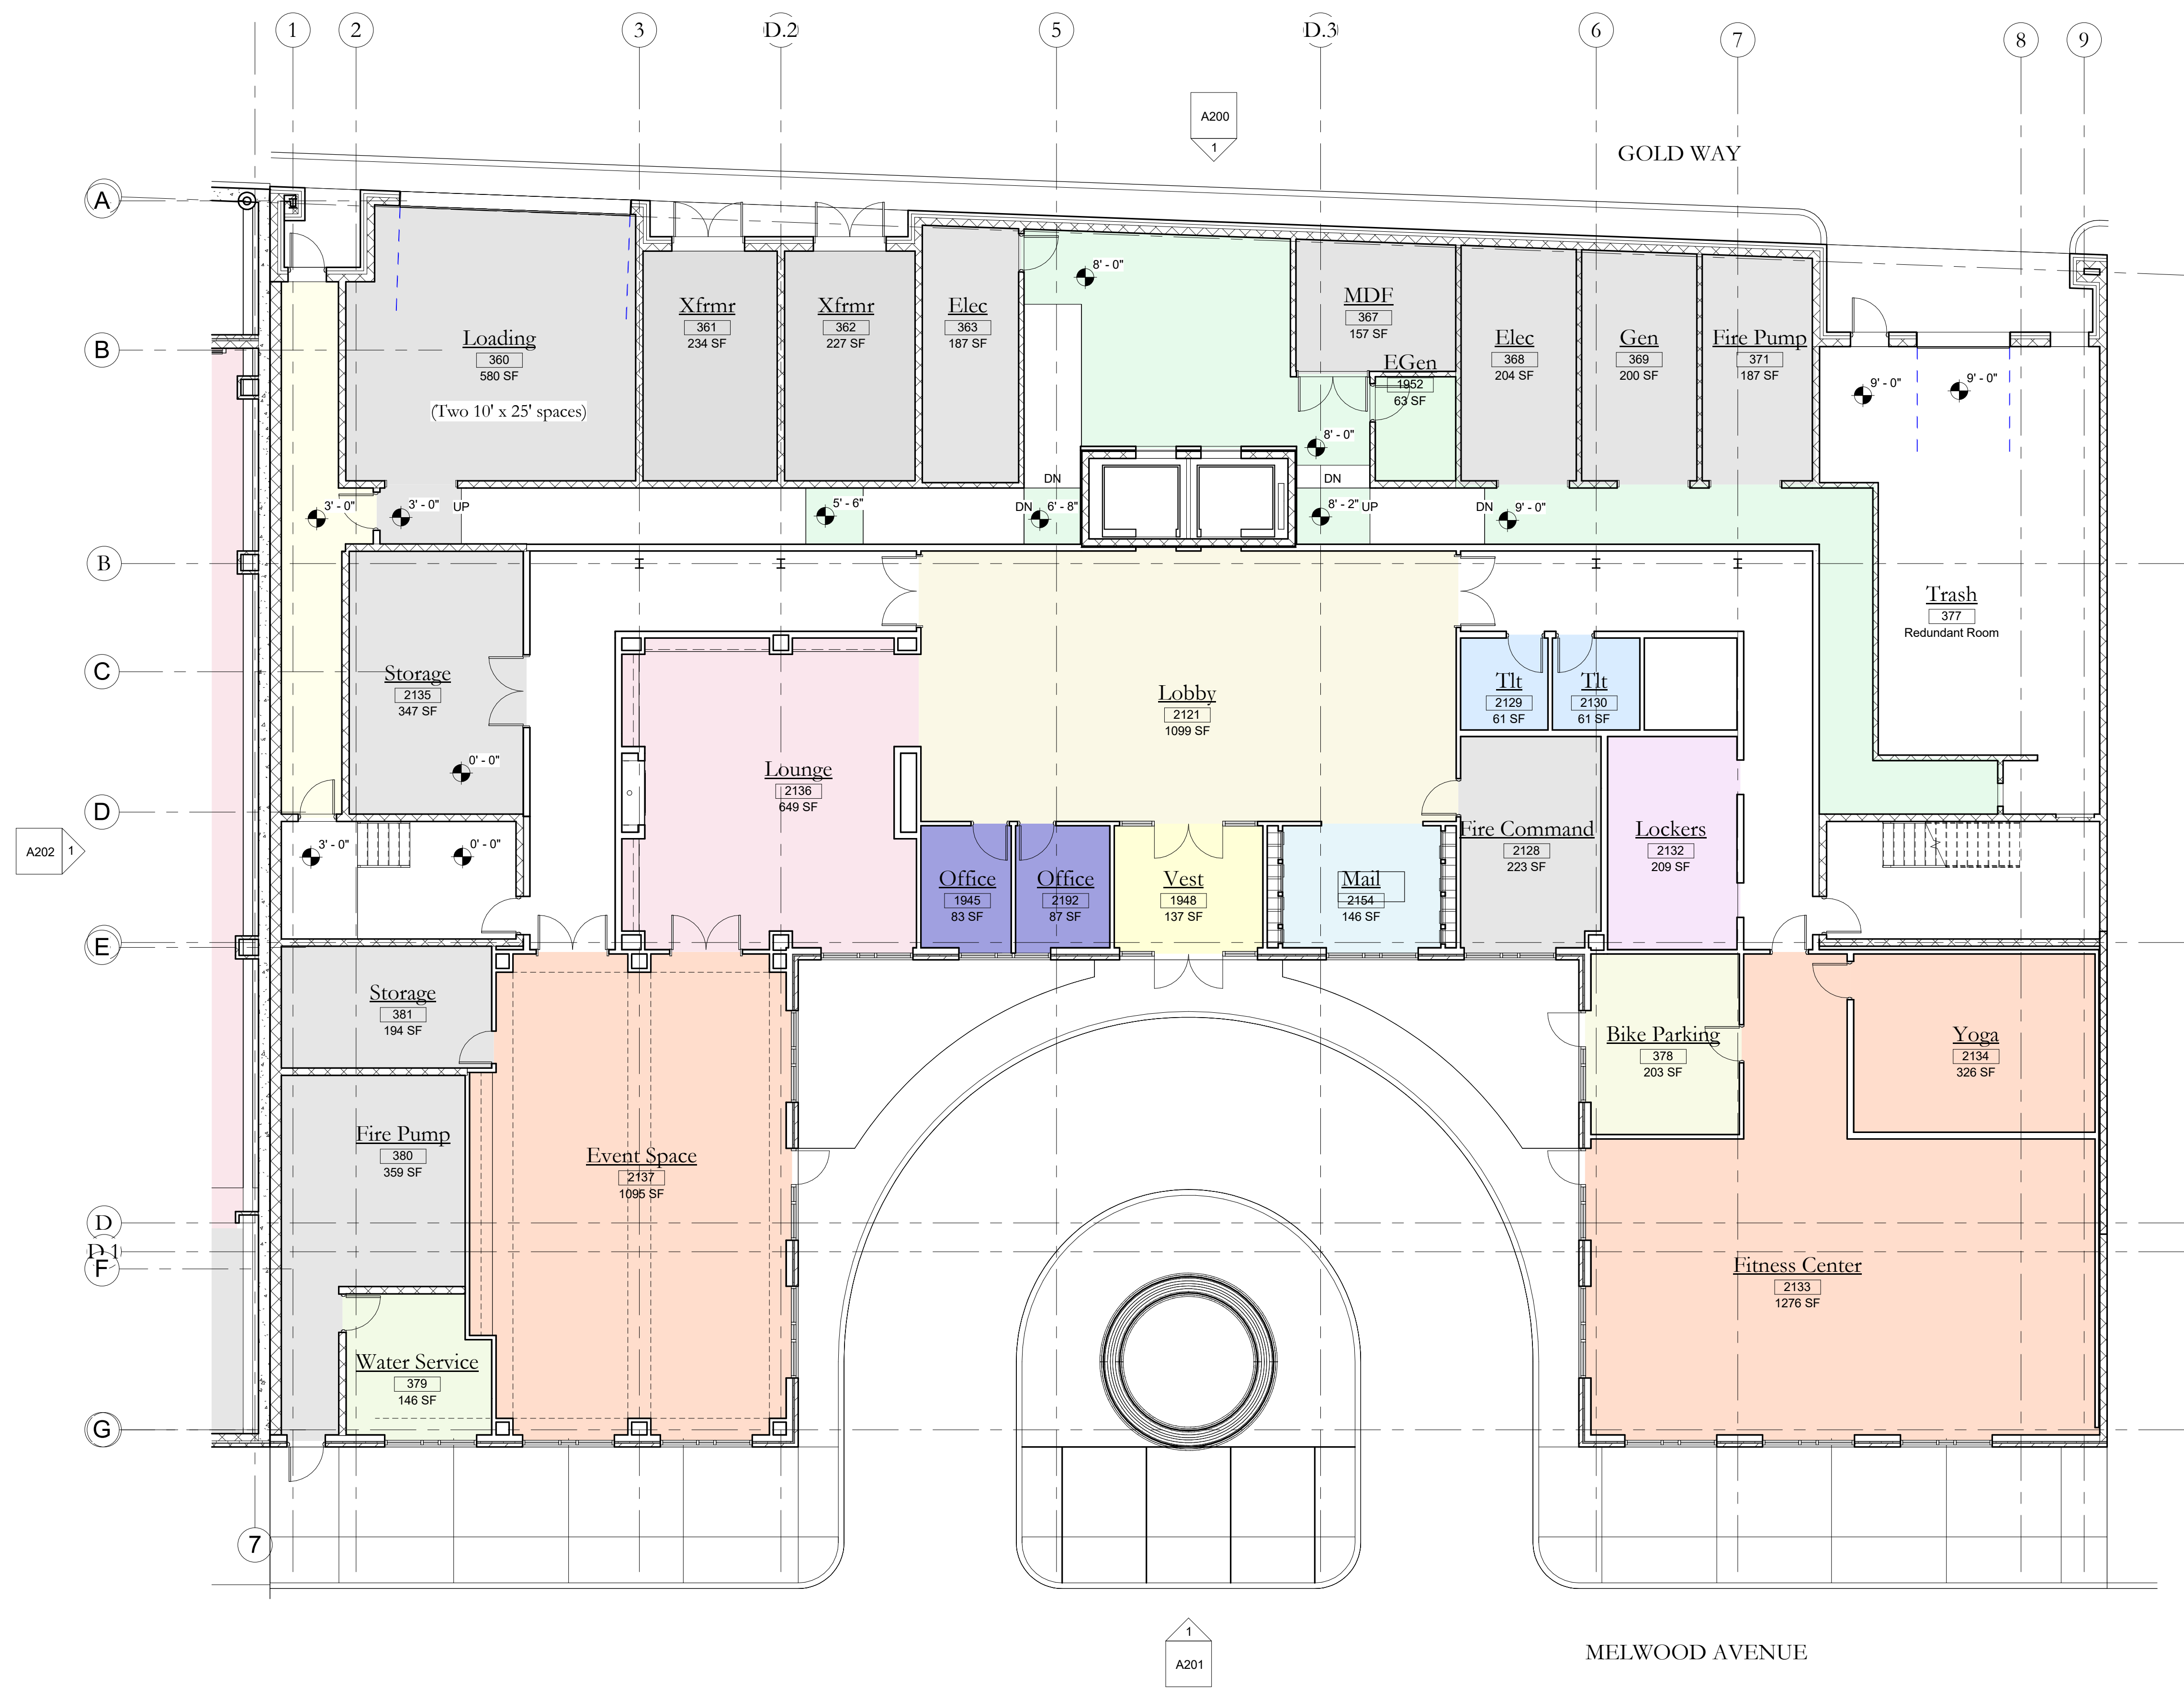 1
2
3
D.2
5
D.3
6
7
8
9
A200
1
GOLD WAY
A
8' - 0"
MDF
367
157 SF
Xfrmr
361
234 SF
Xfrmr
362
227 SF
Elec
363
187 SF
Loading
360
580 SF
(Two 10' x 25' spaces)
B
EGen
1952
63 SF
Elec
368
204 SF
Gen
369
200 SF
Fire Pump
371
187 SF
9' - 0"
9' - 0"
8' - 0"
DN
DN
3' - 0"
3' - 0"
UP
5' - 6"
DN
6' - 8"
8' - 2"
UP
DN
9' - 0"
B
Trash
377
Redundant Room
C
Storage
2135
347 SF
0' - 0"
Tlt
2129
61 SF
Tlt
2130
61 SF
Lobby
2121
1099 SF
Lounge
2136
649 SF
D
Fire Command
2128
223 SF
Lockers
2132
209 SF
A202
1
3' - 0"
0' - 0"
Office
1945
83 SF
Office
2192
87 SF
Vest
1948
137 SF
Mail
2154
146 SF
E
Storage
381
194 SF
Bike Parking
378
203 SF
Yoga
2134
326 SF
Fire Pump
380
359 SF
Event Space
2137
1095 SF
D
D.1
F
Fitness Center
2133
1276 SF
Water Service
379
146 SF
G
7
1
A201
MELWOOD AVENUE